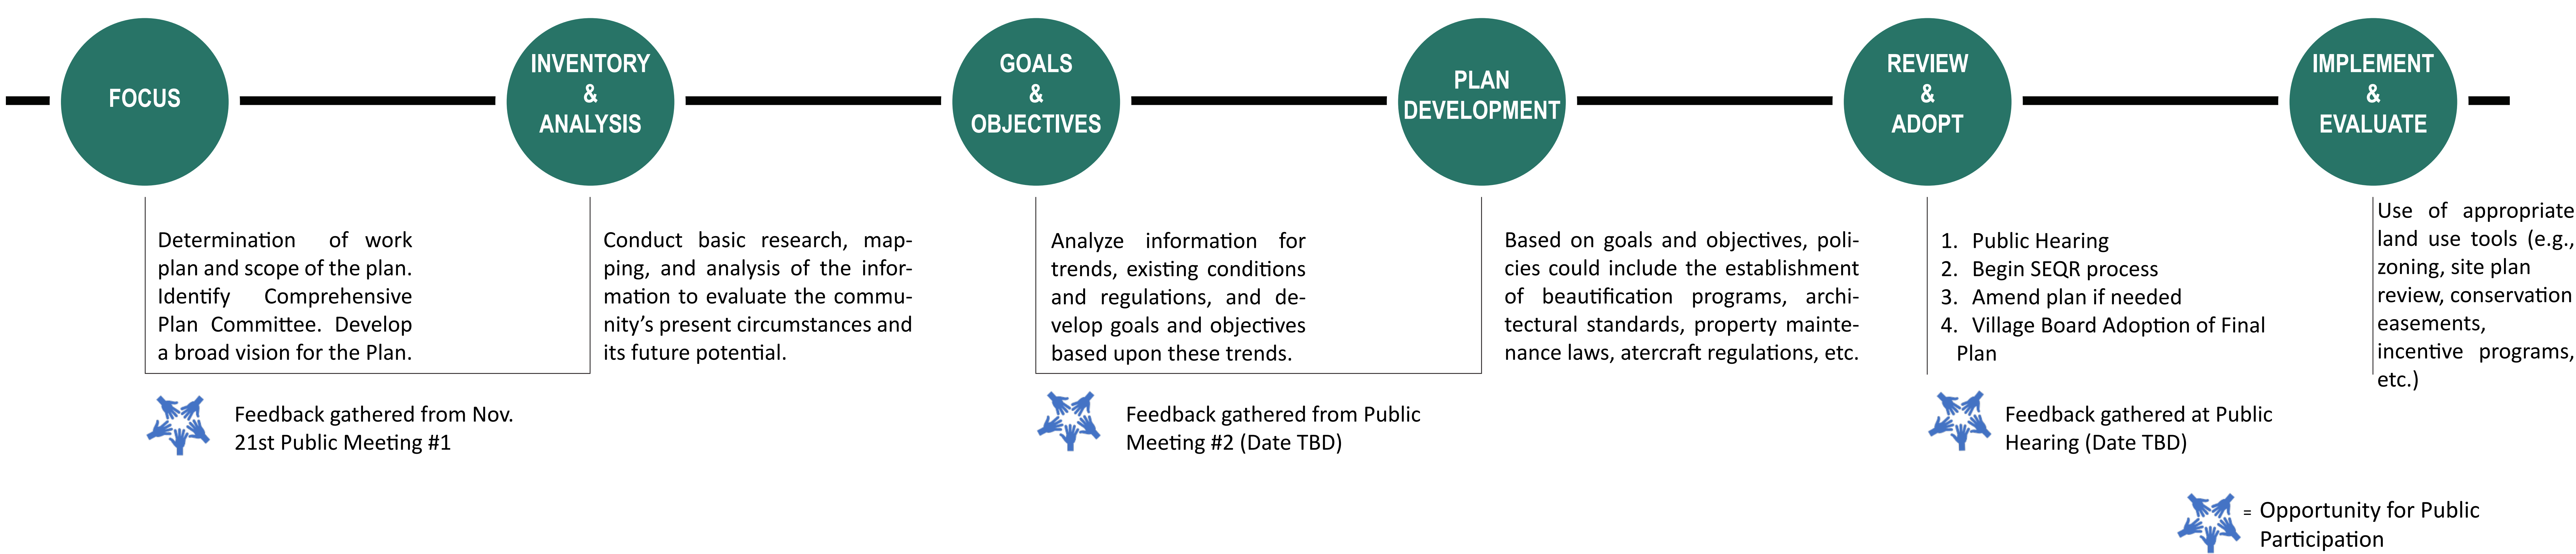 FOCUS
INVENTORY
&
ANALYSIS
GOALS
&
OBJECTIVES
PLAN
DEVELOPMENT
REVIEW
&
ADOPT
IMPLEMENT
&
EVALUATE
Determination of work
plan and scope of the plan.
Identify Comprehensive
Plan Committee. Develop
a broad vision for the Plan.
Conduct basic research, map-
ping, and analysis of the infor-
mation to evaluate the commu-
nity’s present circumstances and
its future potential.
Analyze information for
trends, existing conditions
and regulations, and de-
velop goals and objectives
based upon these trends.
Based on goals and objectives, poli-
cies could include the establishment
of beautification programs, archi-
tectural standards, property mainte-
nance laws, atercraft regulations, etc.
1. Public Hearing
2. Begin SEQR process
3. Amend plan if needed
4. Village Board Adoption of Final
Plan
Use of appropriate
land use tools (e.g.,
zoning, site plan
review, conservation
easements,
incentive programs,
etc.)
Feedback gathered from Nov.
21st Public Meeting #1
Feedback gathered from Public
Meeting #2 (Date TBD)
Feedback gathered at Public
Hearing (Date TBD)
= Opportunity for Public
Participation